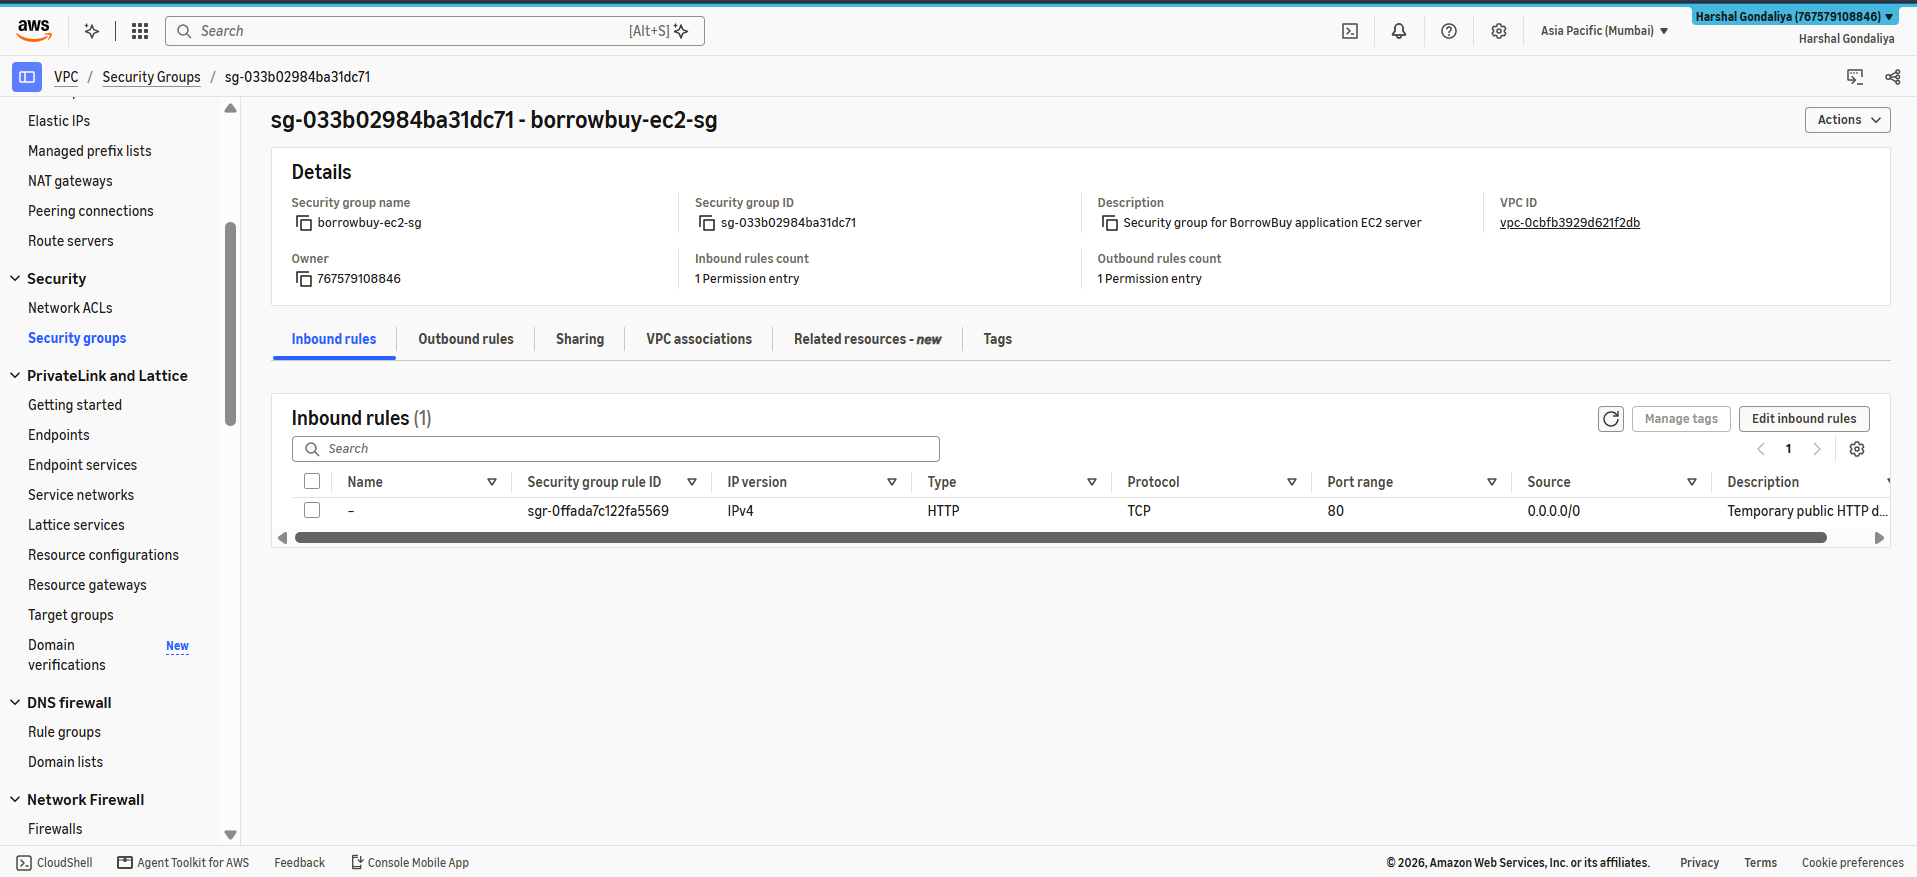 aws
Search [Alt+S]
Asia Pacific (Mumbai)
Harshal Gondaliya (767579108846)
Harshal Gondaliya
VPC / Security Groups / sg-033b02984ba31dc71
Elastic IPs
Managed prefix lists
NAT gateways
Peering connections
Route servers
Security
Network ACLs
Security groups
PrivateLink and Lattice
Getting started
Endpoints
Endpoint services
Service networks
Lattice services
Resource configurations
Resource gateways
Target groups
Domain verifications New
DNS firewall
Rule groups
Domain lists
Network Firewall
Firewalls
sg-033b02984ba31dc71 - borrowbuy-ec2-sg
Actions
Details
Security group name
borrowbuy-ec2-sg
Security group ID
sg-033b02984ba31dc71
Description
Security group for BorrowBuy application EC2 server
VPC ID
vpc-0cbfb3929d621f2db
Owner
767579108846
Inbound rules count
1 Permission entry
Outbound rules count
1 Permission entry
Inbound rules Outbound rules Sharing VPC associations Related resources - new Tags
Inbound rules (1)
Manage tags Edit inbound rules
Search
1
Name Security group rule ID IP version Type Protocol Port range Source Description
– sgr-0ffada7c122fa5569 IPv4 HTTP TCP 80 0.0.0.0/0 Temporary public HTTP d...
CloudShell Agent Toolkit for AWS Feedback Console Mobile App
© 2026, Amazon Web Services, Inc. or its affiliates. Privacy Terms Cookie preferences